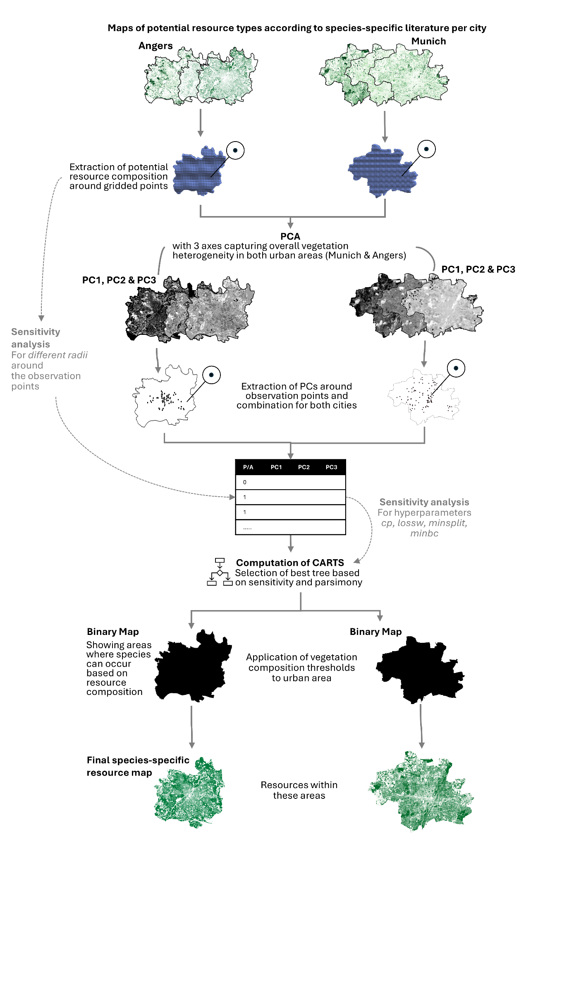 Maps of potential resource types according to species-specific literature per city
Angers
Munich
Extraction of potential
resource composition
around gridded points
PCA
with 3 axes capturing overall vegetation
heterogeneity in both urban areas (Munich & Angers)
PC1, PC2 & PC3
PC1, PC2 & PC3
Sensitivity
analysis
For different radii
around
the observation
points
Extraction of PCs around
observation points and
combination for both cities
P/A PC1 PC2 PC3
0
1
1
.....
Sensitivity analysis
For hyperparameters
cp, lossw, minsplit,
minbc
Computation of CARTS
Selection of best tree based
on sensitivity and parsimony
Binary Map
Showing areas
where species
can occur
based on
resource
composition
Application of vegetation
composition thresholds
to urban area
Binary Map
Final species-specific
resource map
Resources within
these areas